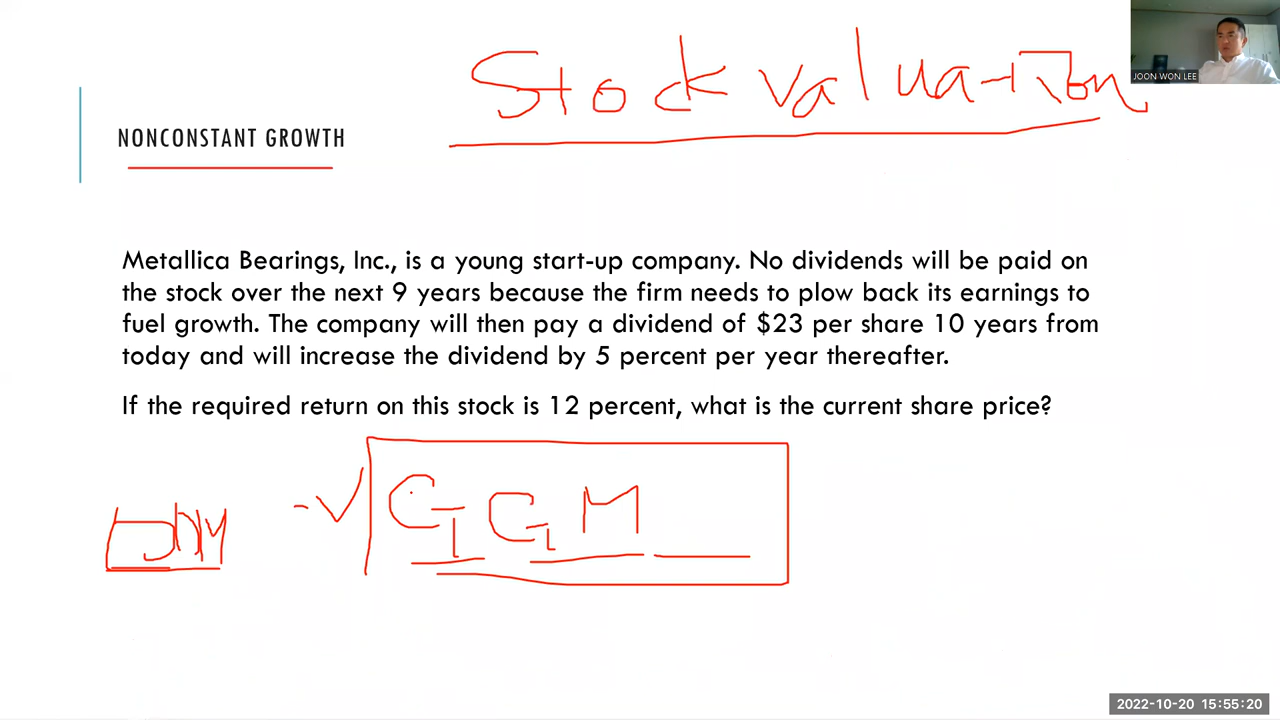 Stock valuation
JOON WON LEE
NONCONSTANT GROWTH
Metallica Bearings, Inc., is a young start-up company. No dividends will be paid on
the stock over the next 9 years because the firm needs to plow back its earnings to
fuel growth. The company will then pay a dividend of $23 per share 10 years from
today and will increase the dividend by 5 percent per year thereafter.
If the required return on this stock is 12 percent, what is the current share price?
GGM
2022-10-20 15:55:20